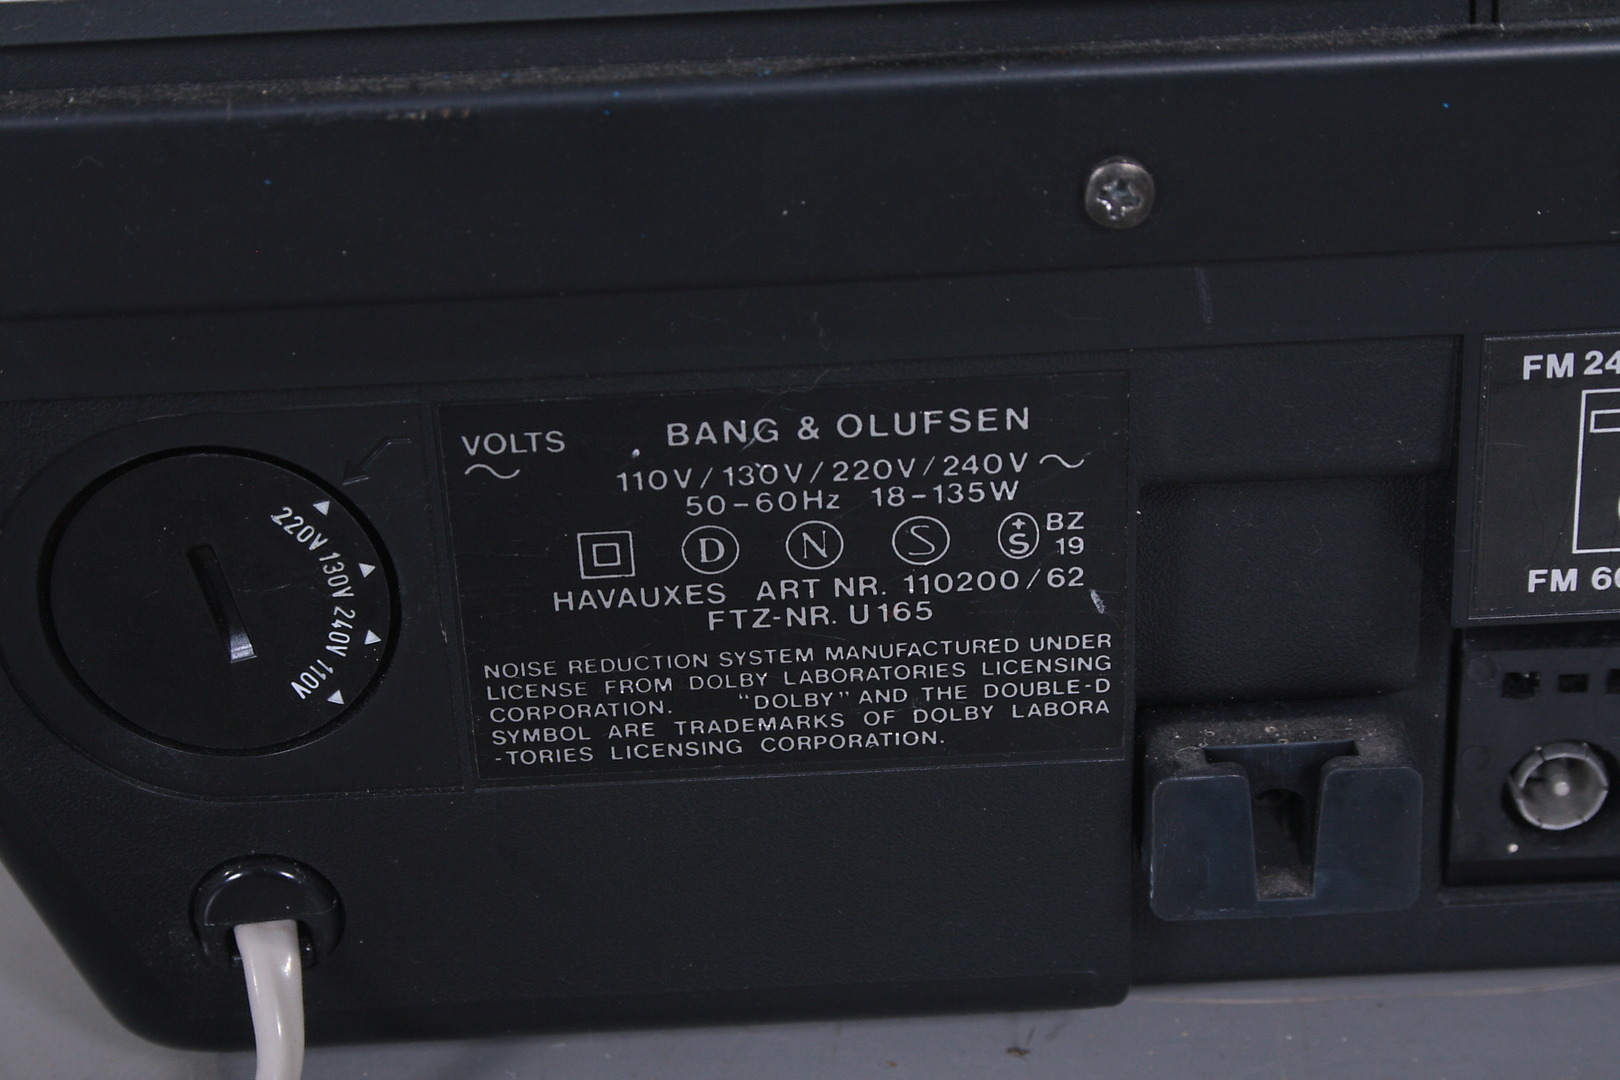 VOLTS
BANG & OLUFSEN
110V/130V/220V/240V
50-60Hz 18-135W
D N S +S BZ
19
HAVAUXES ART NR. 110200/62
FTZ-NR. U165
NOISE REDUCTION SYSTEM MANUFACTURED UNDER
LICENSE FROM DOLBY LABORATORIES LICENSING
CORPORATION. "DOLBY" AND THE DOUBLE-D
SYMBOL ARE TRADEMARKS OF DOLBY LABORA
-TORIES LICENSING CORPORATION.
220V 130V 240V 110V
FM 24
FM 60